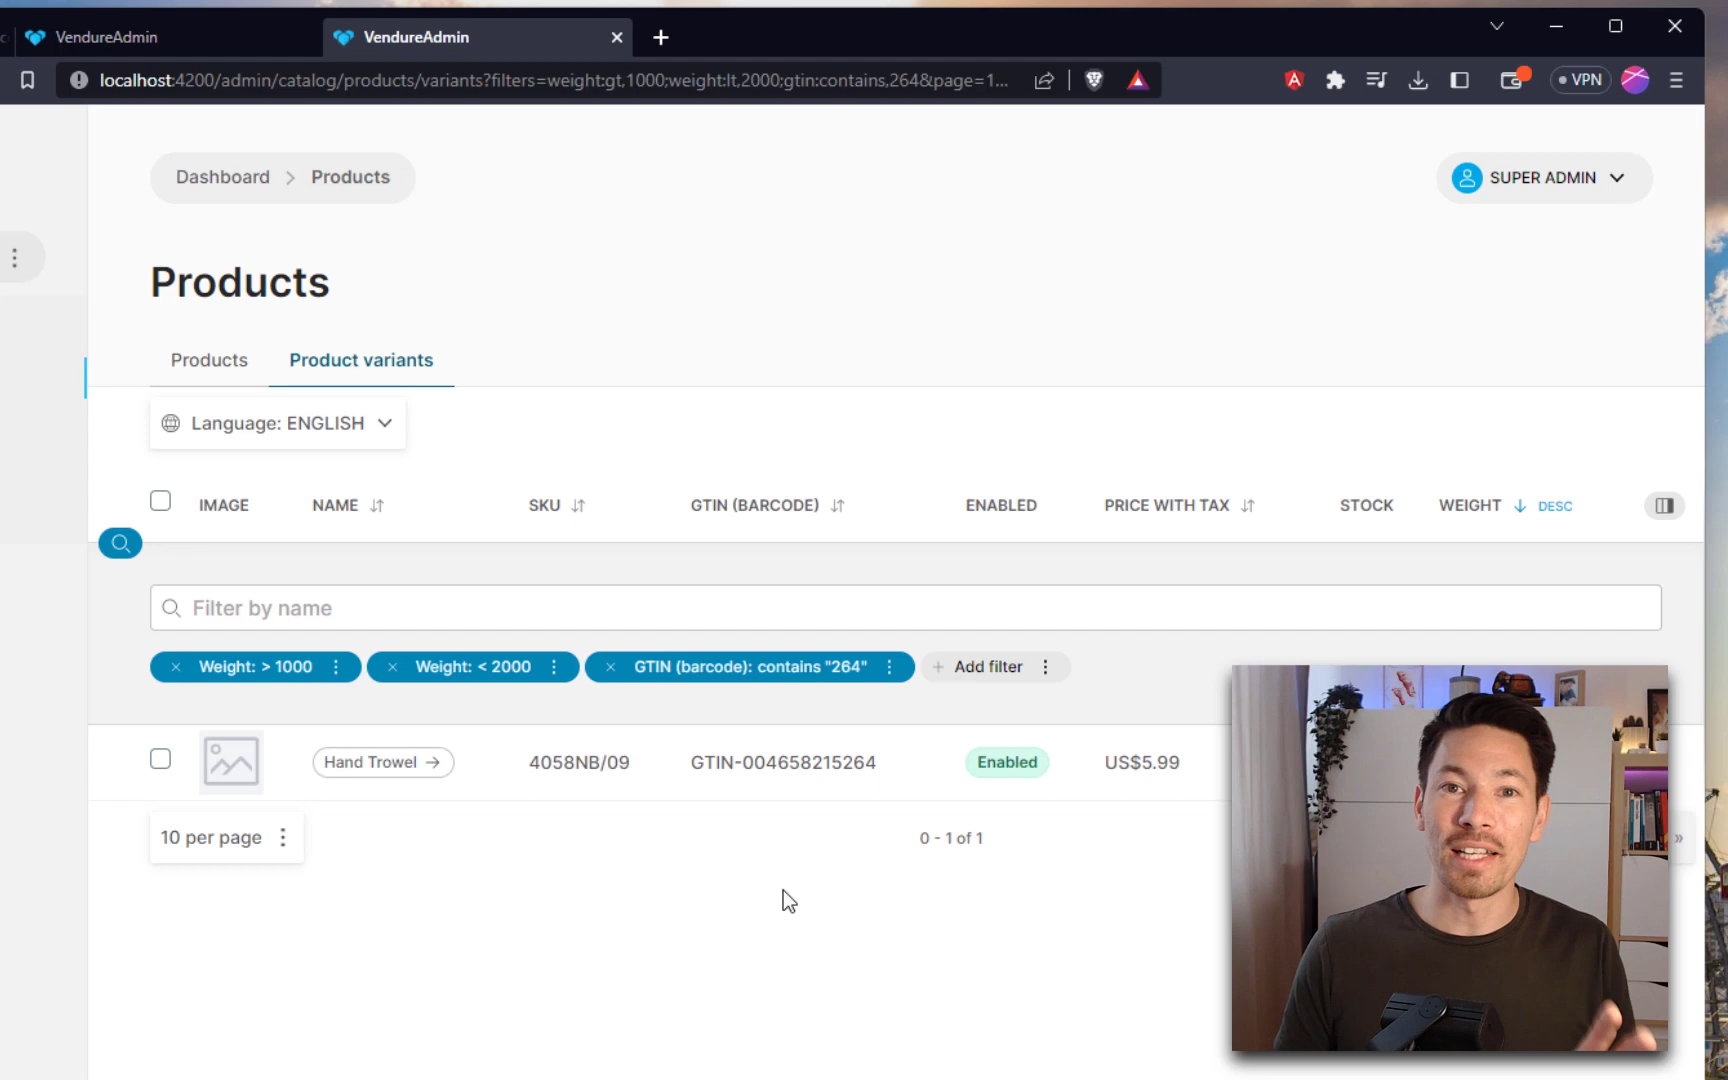 VendureAdmin
VendureAdmin
localhost:4200/admin/catalog/products/variants?filters=weight:gt,1000;weight:lt,2000;gtin:contains,264&page=1...
VPN
Dashboard > Products
SUPER ADMIN
Products
Products Product variants
Language: ENGLISH
IMAGE NAME SKU GTIN (BARCODE) ENABLED PRICE WITH TAX STOCK WEIGHT DESC
Filter by name
Weight: > 1000 Weight: < 2000 GTIN (barcode): contains "264" + Add filter
Hand Trowel → 4058NB/09 GTIN-004658215264 Enabled US$5.99
10 per page 0 - 1 of 1 »